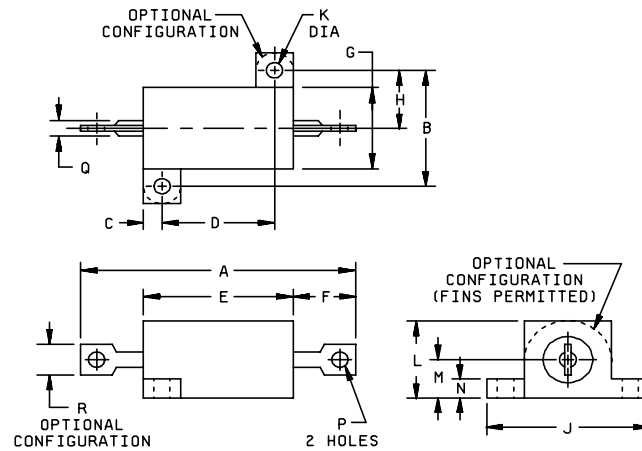 OPTIONAL
CONFIGURATION
K
DIA
G
H
B
Q
C
D
A
E
F
OPTIONAL
CONFIGURATION
(FINS PERMITTED)
L
M
N
R
OPTIONAL
CONFIGURATION
P
2 HOLES
J